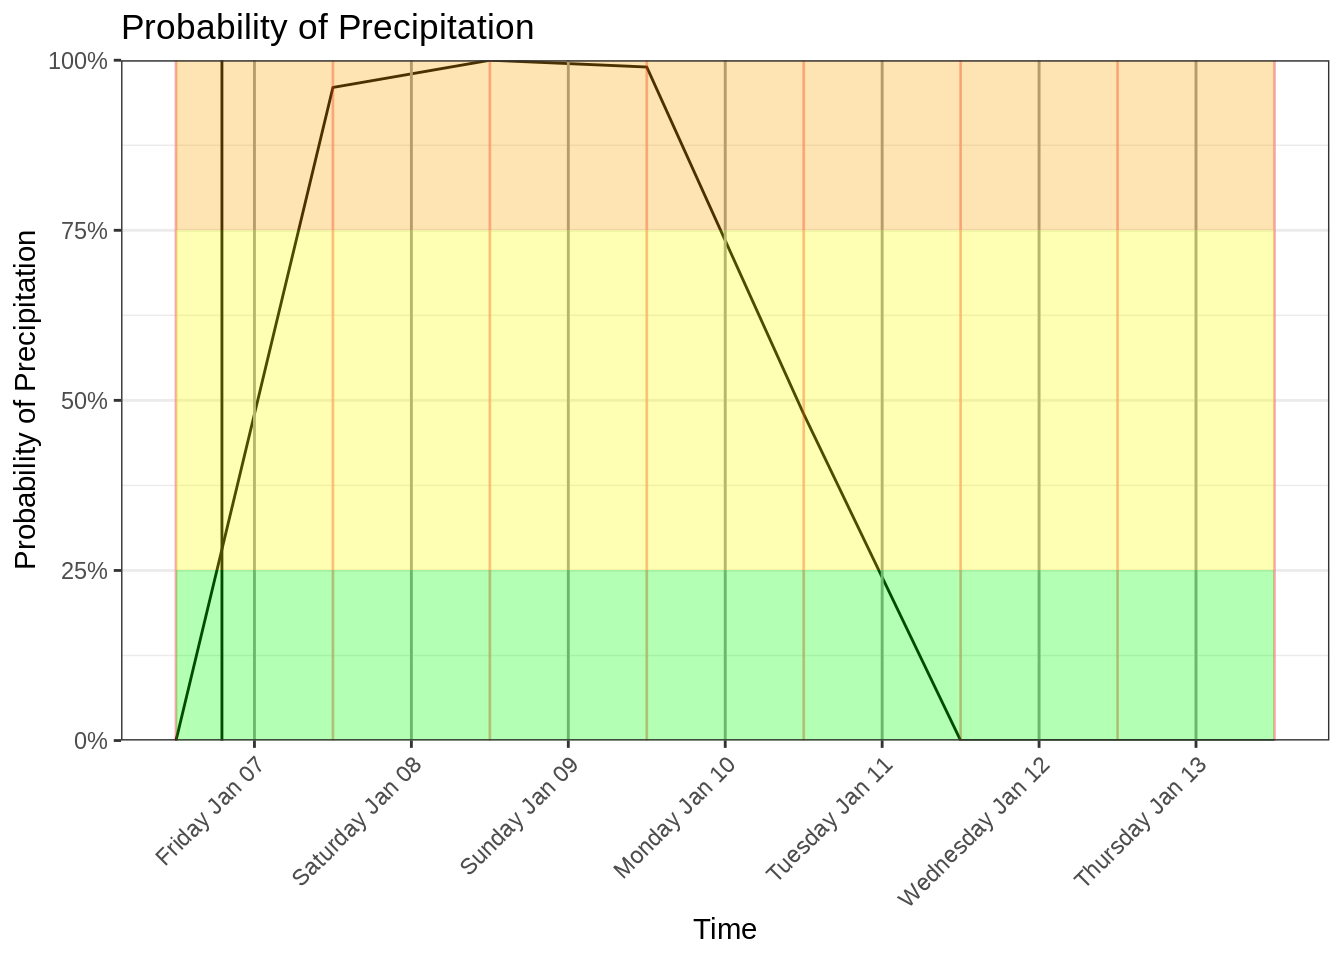 Probability of Precipitation
Probability of Precipitation
100%
75%
50%
25%
0%
Friday Jan 07
Saturday Jan 08
Sunday Jan 09
Monday Jan 10
Tuesday Jan 11
Wednesday Jan 12
Thursday Jan 13
Time